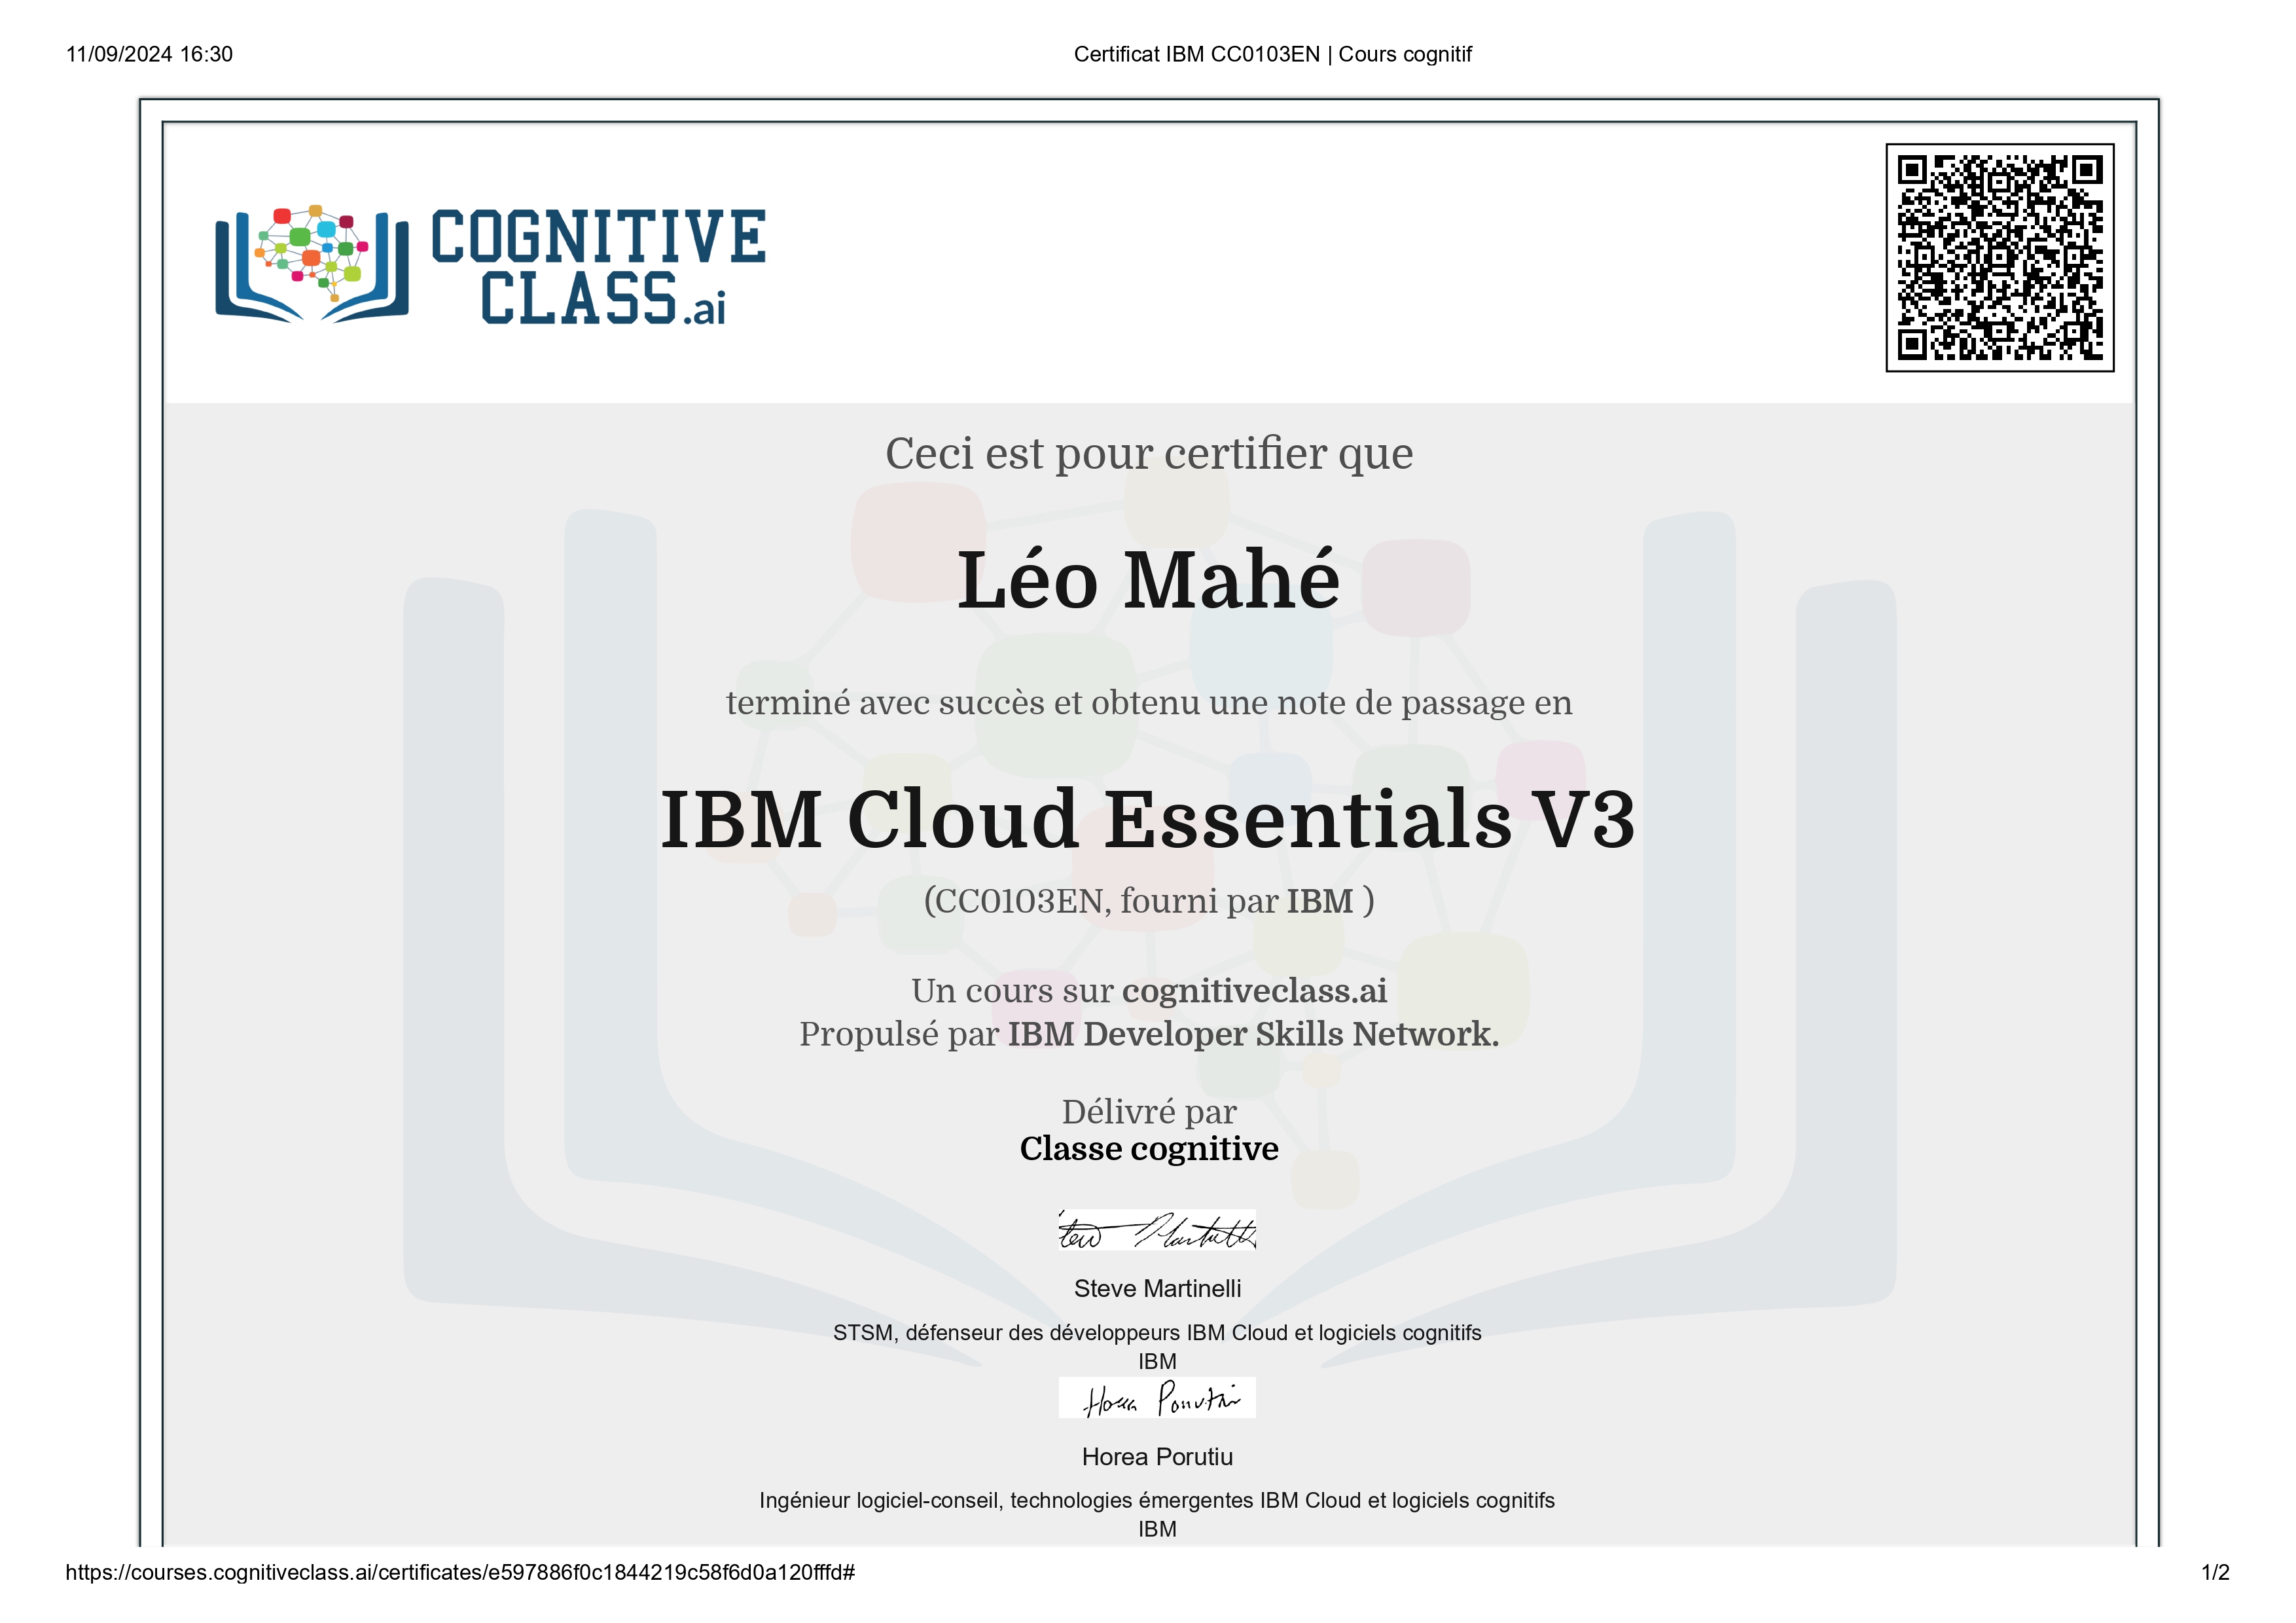 11/09/2024 16:30
Certificat IBM CC0103EN | Cours cognitif
COGNITIVE
CLASS.ai
Ceci est pour certifier que
Léo Mahé
terminé avec succès et obtenu une note de passage en
IBM Cloud Essentials V3
(CC0103EN, fourni par IBM )
Un cours sur cognitiveclass.ai
Propulsé par IBM Developer Skills Network.
Délivré par
Classe cognitive
Steve Martinelli
STSM, défenseur des développeurs IBM Cloud et logiciels cognitifs
IBM
Horea Porutiu
Horea Porutiu
Ingénieur logiciel-conseil, technologies émergentes IBM Cloud et logiciels cognitifs
IBM
https://courses.cognitiveclass.ai/certificates/e597886f0c1844219c58f6d0a120fffd#
1/2